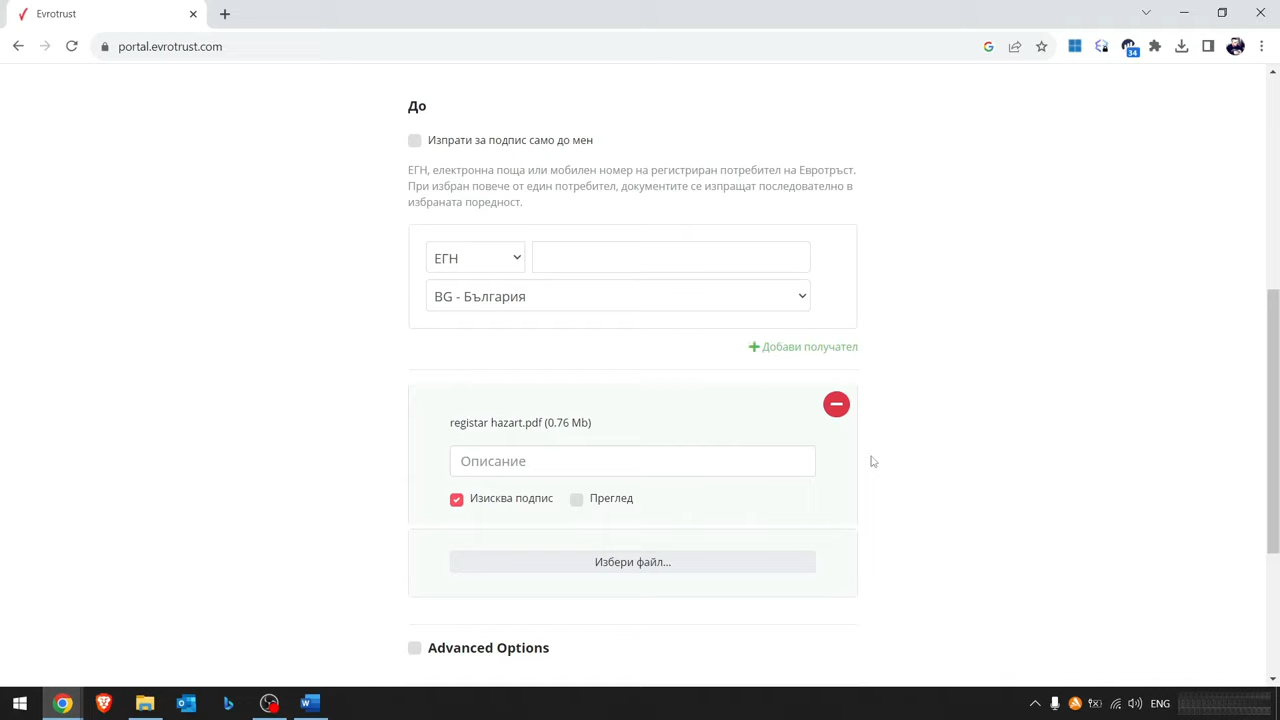 Evrotrust
portal.evrotrust.com
34
До
Изпрати за подпис само до мен
ЕГН, електронна поща или мобилен номер на регистриран потребител на Евротръст.
При избран повече от един потребител, документите се изпращат последователно в
избраната поредност.
ЕГН
BG - България
Добави получател
registar hazart.pdf (0.76 Mb)
Описание
Изисква подпис Преглед
Избери файл...
Advanced Options
ENG